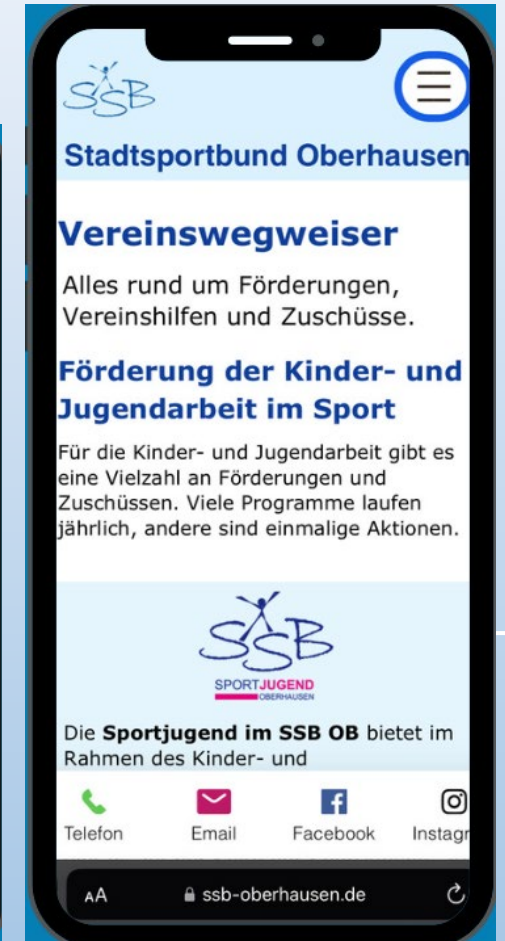 SSB
Stadtsportbund Oberhausen
Vereinswegweiser
Alles rund um Förderungen,
Vereinshilfen und Zuschüsse.
Förderung der Kinder- und
Jugendarbeit im Sport
Für die Kinder- und Jugendarbeit gibt es
eine Vielzahl an Förderungen und
Zuschüssen. Viele Programme laufen
jährlich, andere sind einmalige Aktionen.
SSB
SPORTJUGEND
OBERHAUSEN
Die Sportjugend im SSB OB bietet im
Rahmen des Kinder- und
Telefon Email Facebook Instagr
AA ssb-oberhausen.de